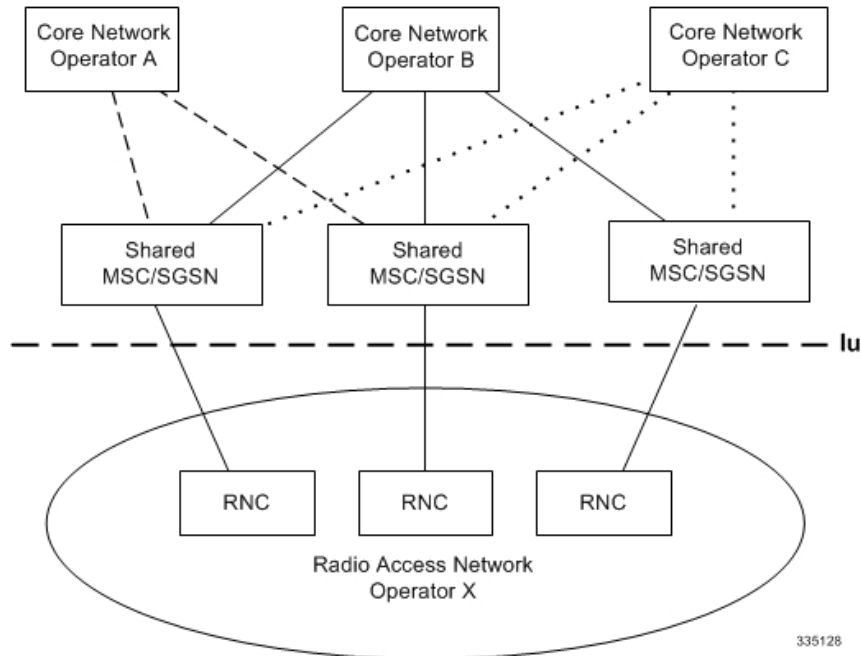 Core Network
Operator A
Core Network
Operator B
Core Network
Operator C
Shared
MSC/SGSN
Shared
MSC/SGSN
Shared
MSC/SGSN
Iu
RNC
RNC
RNC
Radio Access Network
Operator X
335128